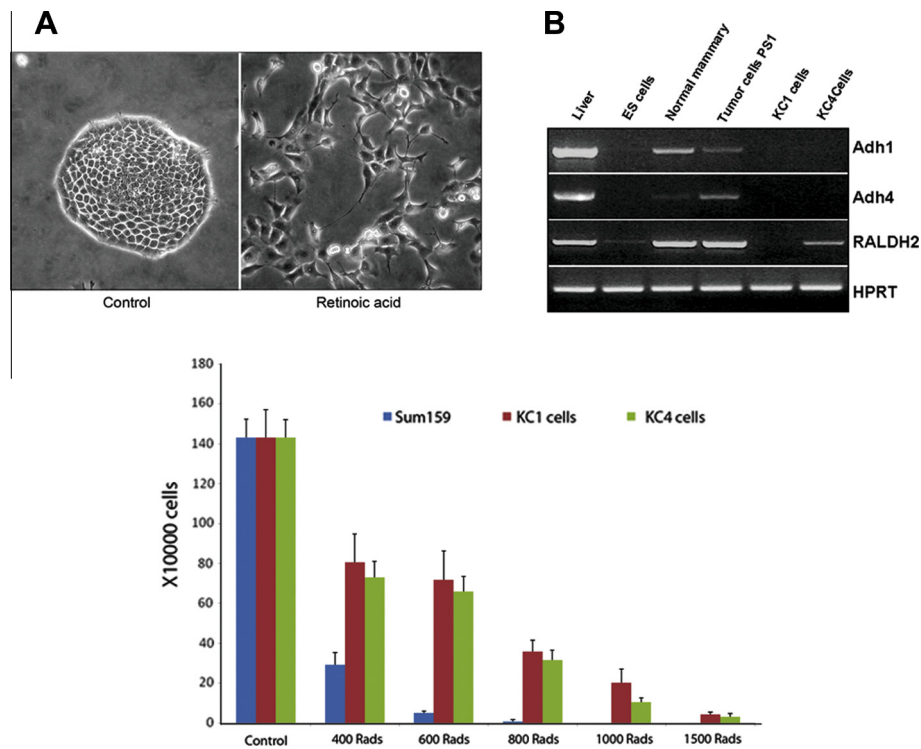 A
B
Control
Retinoic acid
Liver
ES cells
Normal mammary
Tumor cells PS1
KC1 cells
KC4Cells
Adh1
Adh4
RALDH2
HPRT
X10000 cells
180
160
140
120
100
80
60
40
20
0
Sum159
KC1 cells
KC4 cells
Control
400 Rads
600 Rads
800 Rads
1000 Rads
1500 Rads